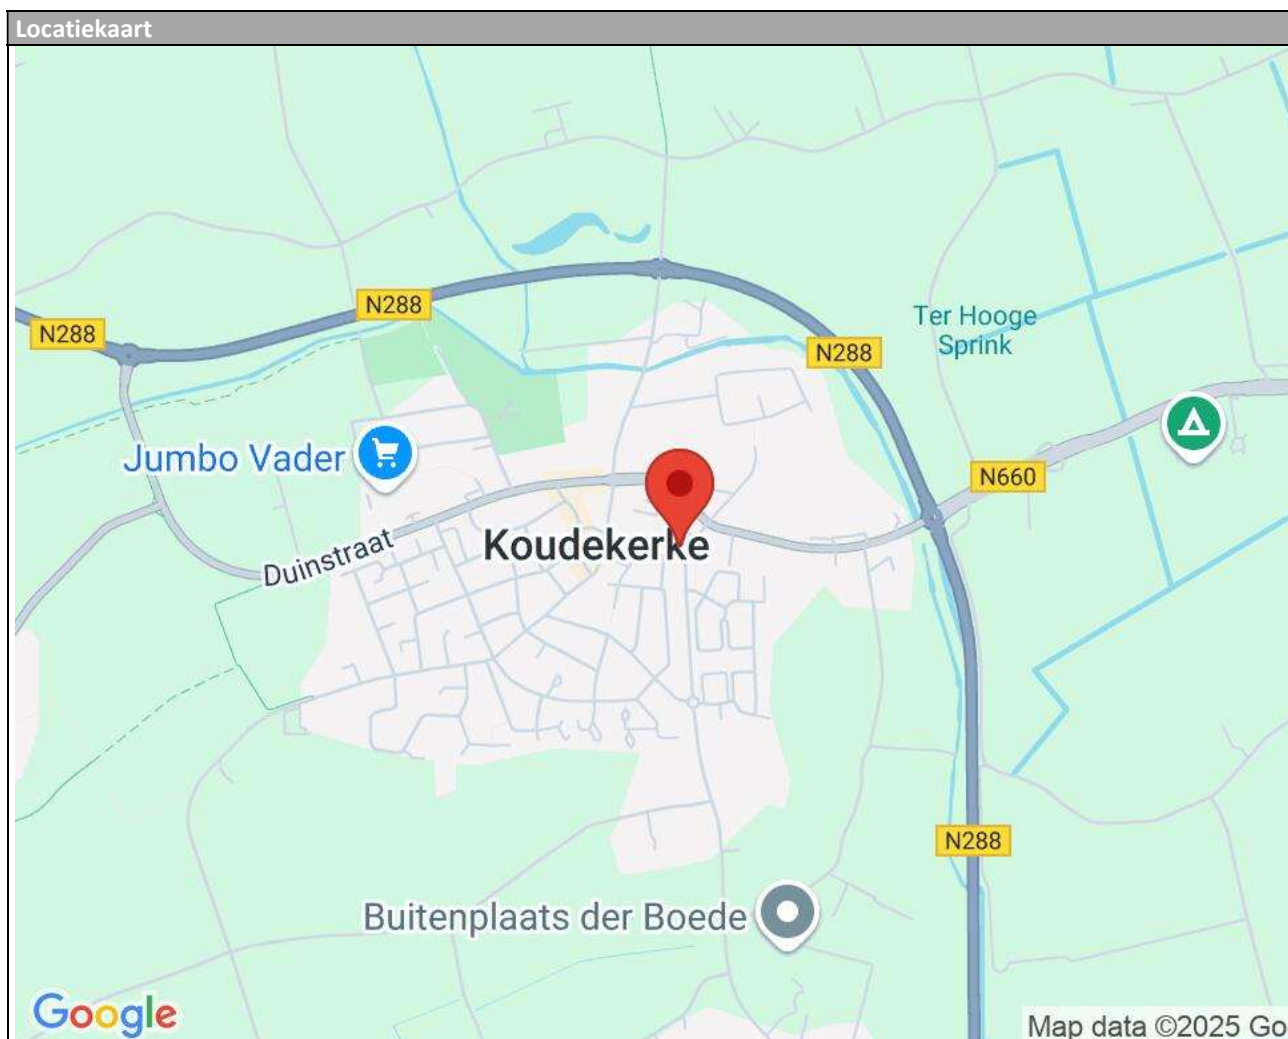 Locatiekaart
N288
N288
Ter Hooge
Sprink
N288
Jumbo Vader
N660
Koudekerke
Duinstraat
N288
Buitenplaats der Boede
Google
Map data ©2025 Go